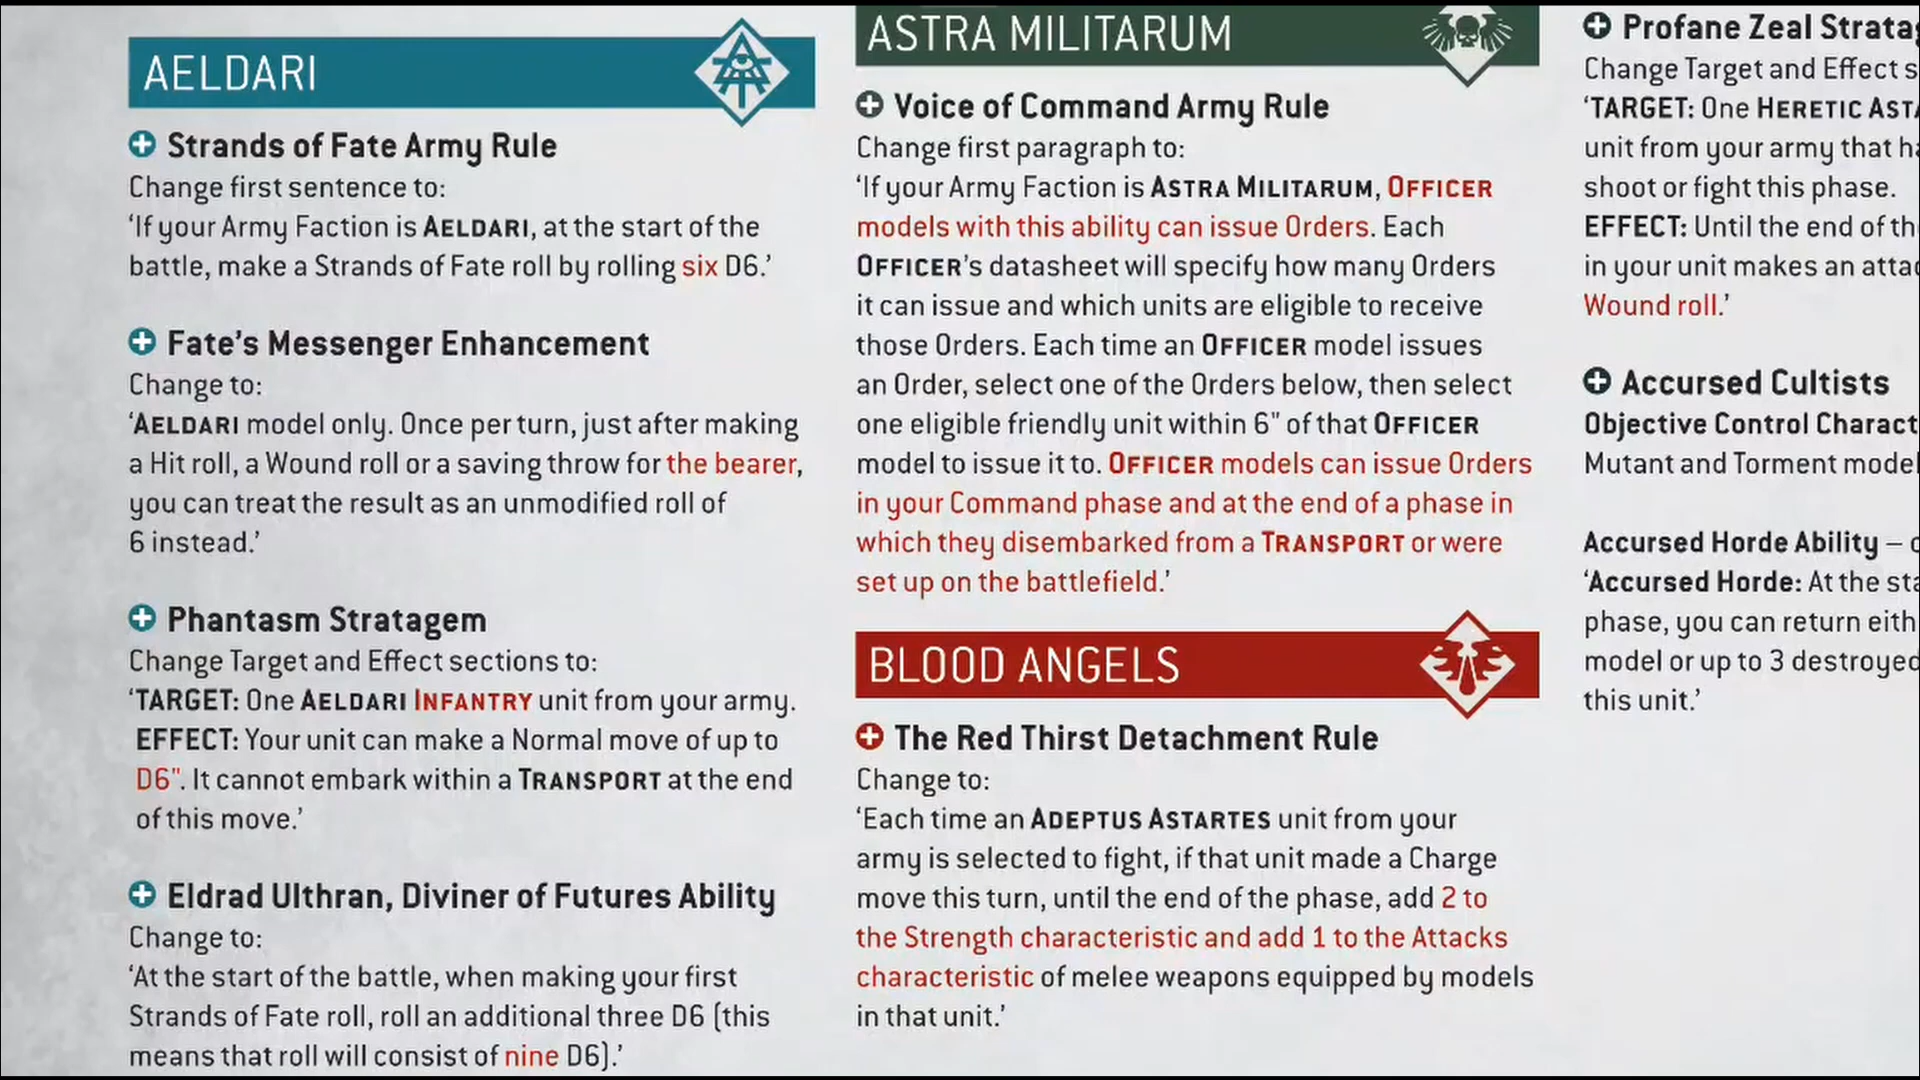 AELDARI
Strands of Fate Army Rule
Change first sentence to:
‘If your Army Faction is AELDARI, at the start of the
battle, make a Strands of Fate roll by rolling six D6.’
Fate’s Messenger Enhancement
Change to:
‘AELDARI model only. Once per turn, just after making
a Hit roll, a Wound roll or a saving throw for the bearer,
you can treat the result as an unmodified roll of
6 instead.’
Phantasm Stratagem
Change Target and Effect sections to:
‘TARGET: One AELDARI INFANTRY unit from your army.
EFFECT: Your unit can make a Normal move of up to
D6". It cannot embark within a TRANSPORT at the end
of this move.’
Eldrad Ulthran, Diviner of Futures Ability
Change to:
‘At the start of the battle, when making your first
Strands of Fate roll, roll an additional three D6 (this
means that roll will consist of nine D6).’
ASTRA MILITARUM
Voice of Command Army Rule
Change first paragraph to:
‘If your Army Faction is ASTRA MILITARUM, OFFICER
models with this ability can issue Orders. Each
OFFICER’s datasheet will specify how many Orders
it can issue and which units are eligible to receive
those Orders. Each time an OFFICER model issues
an Order, select one of the Orders below, then select
one eligible friendly unit within 6" of that OFFICER
model to issue it to. OFFICER models can issue Orders
in your Command phase and at the end of a phase in
which they disembarked from a TRANSPORT or were
set up on the battlefield.’
BLOOD ANGELS
The Red Thirst Detachment Rule
Change to:
‘Each time an ADEPTUS ASTARTES unit from your
army is selected to fight, if that unit made a Charge
move this turn, until the end of the phase, add 2 to
the Strength characteristic and add 1 to the Attacks
characteristic of melee weapons equipped by models
in that unit.’
Profane Zeal
Change Target and Effect
‘TARGET: One HERETIC
unit from your army that
shoot or fight this phase.
EFFECT: Until the end of
in your unit makes an
Wound roll.’
Accursed Cultists
Objective Control
Mutant and Torment
Accursed Horde Ability –
‘Accursed Horde: At the
phase, you can return
model or up to 3 destroyed
this unit.’